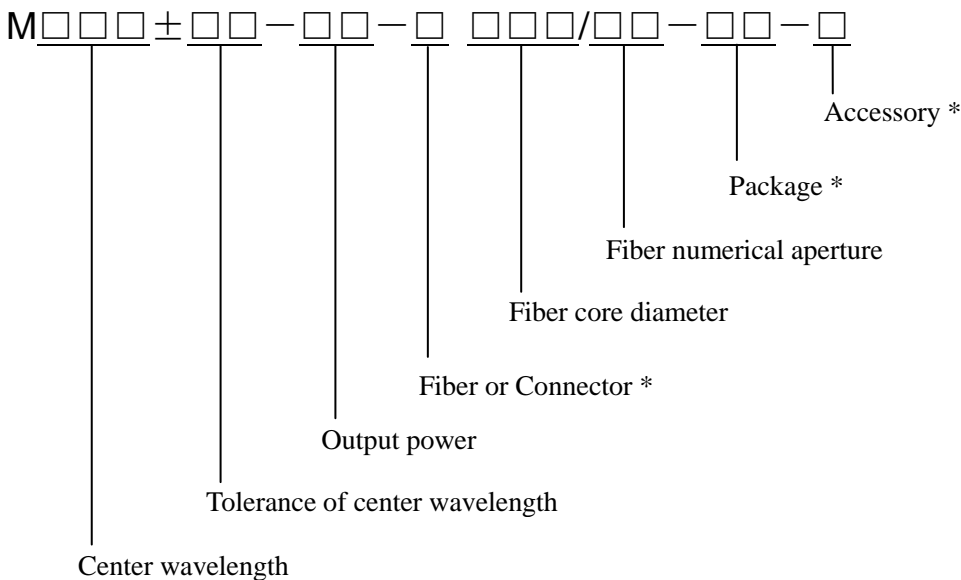 M□□□±□□－□□－□ □□□/□□－□□－□
Accessory *
Package *
Fiber numerical aperture
Fiber core diameter
Fiber or Connector *
Output power
Tolerance of center wavelength
Center wavelength